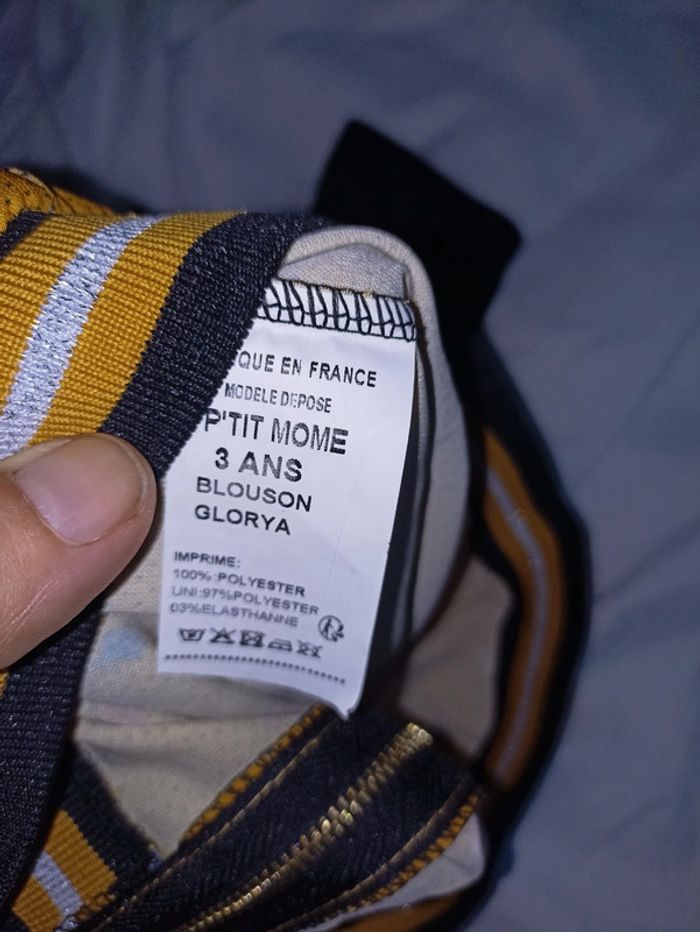 QUE EN FRANCE
MODELE DEPOSE
P'TIT MOME
3 ANS
BLOUSON
GLORYA
IMPRIME:
100% POLYESTER
UNI:97%POLYESTER
03%ELASTHANNE